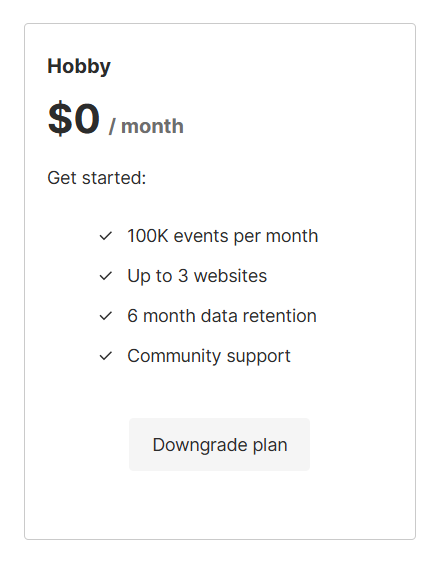 Hobby
$0 / month
Get started:
100K events per month
Up to 3 websites
6 month data retention
Community support
Downgrade plan